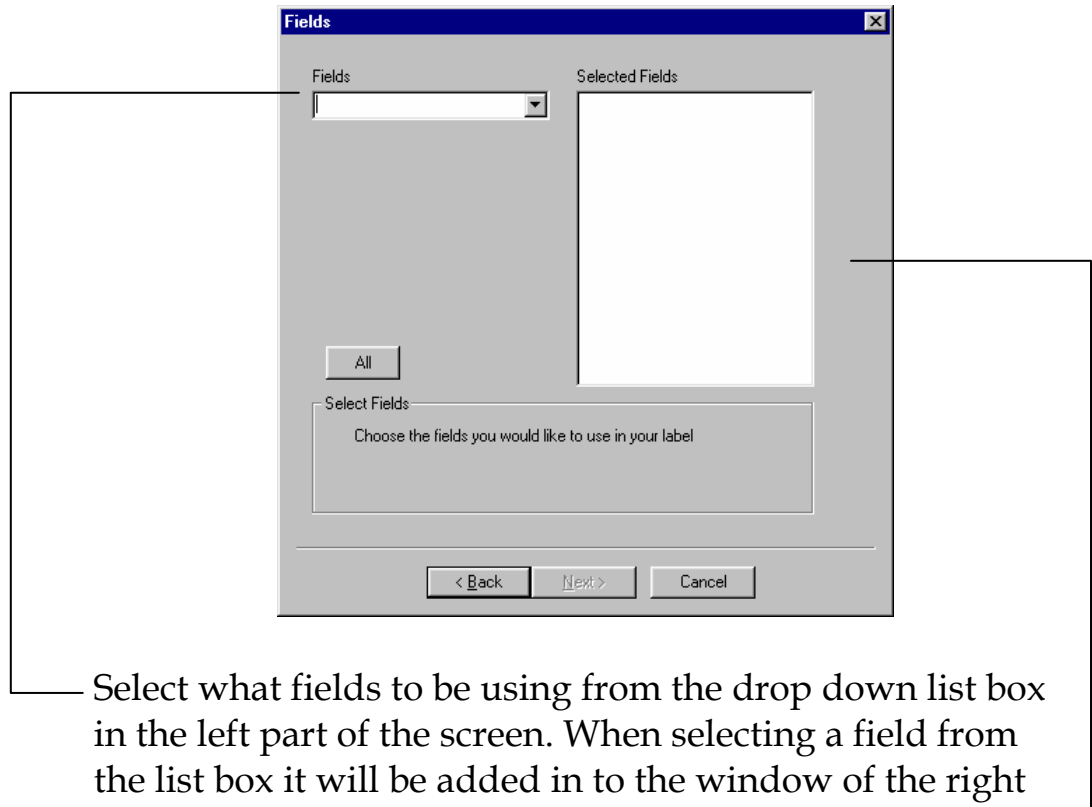 Fields
Fields
Selected Fields
All
Select Fields
Choose the fields you would like to use in your label
< Back
Next >
Cancel
Select what fields to be using from the drop down list box
in the left part of the screen. When selecting a field from
the list box it will be added in to the window of the right